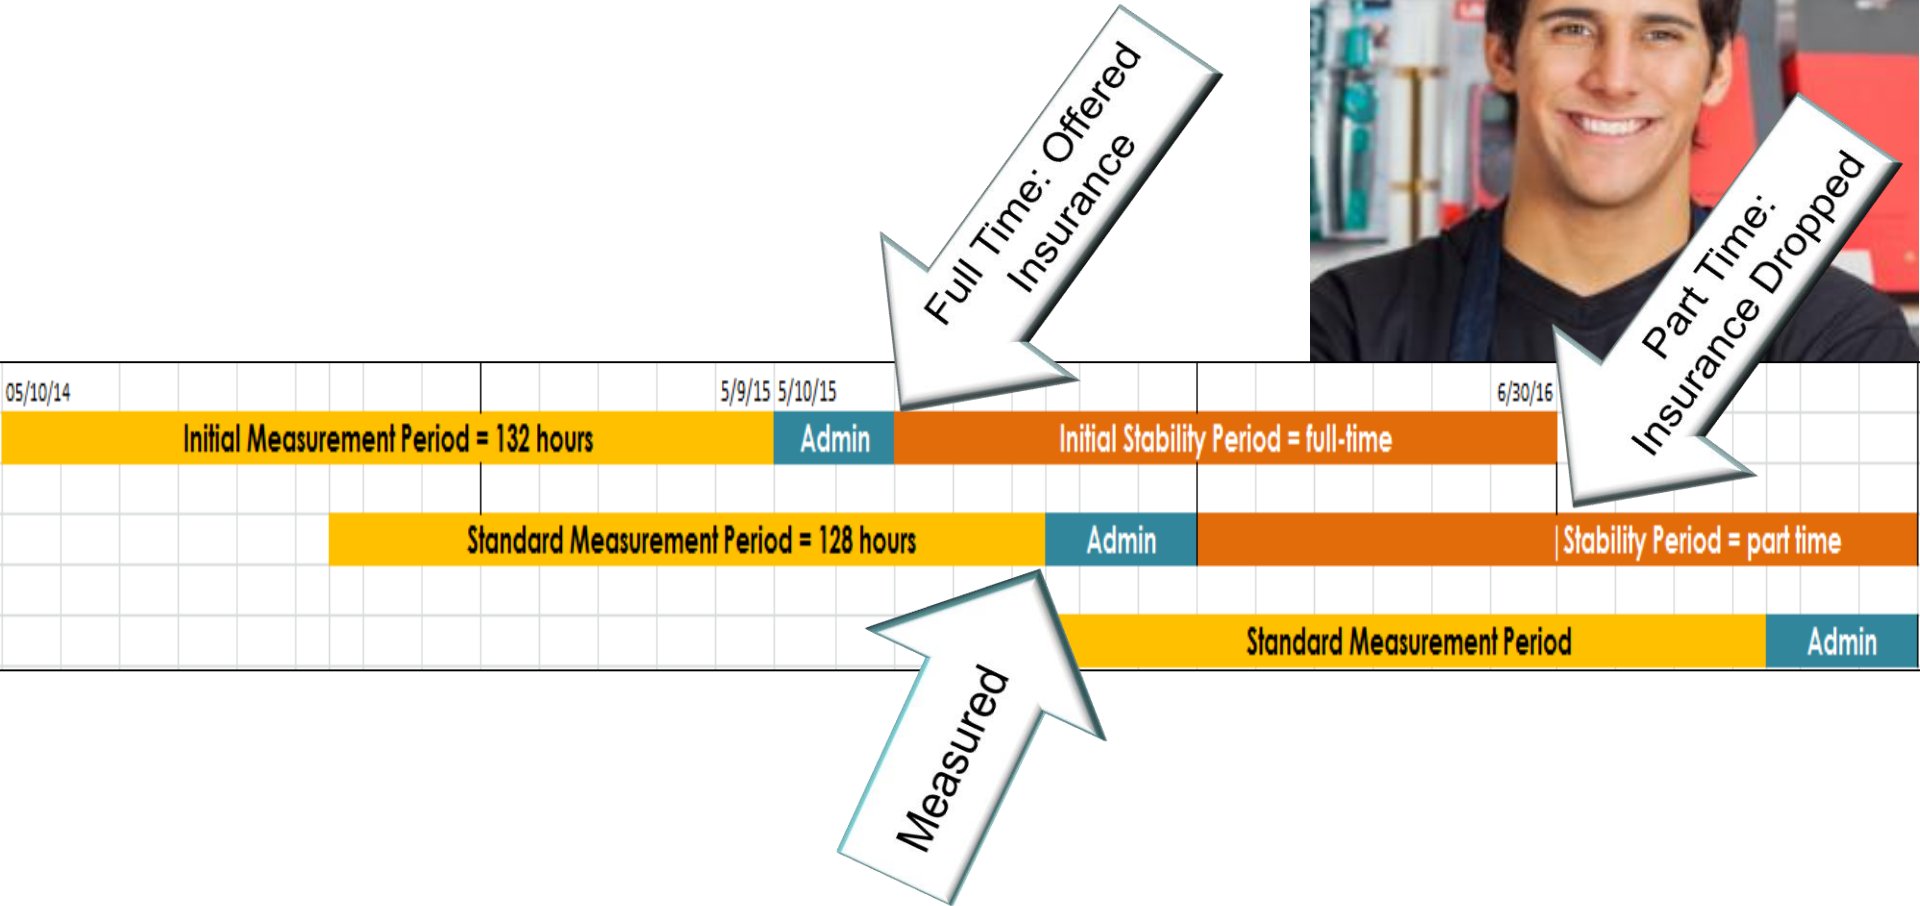 Full Time: Offered
Insurance
Part Time:
Insurance Dropped
05/10/14
5/9/15
5/10/15
6/30/16
Initial Measurement Period = 132 hours
Admin
Initial Stability Period = full-time
Standard Measurement Period = 128 hours
Admin
|Stability Period = part time
Standard Measurement Period
Admin
Measured